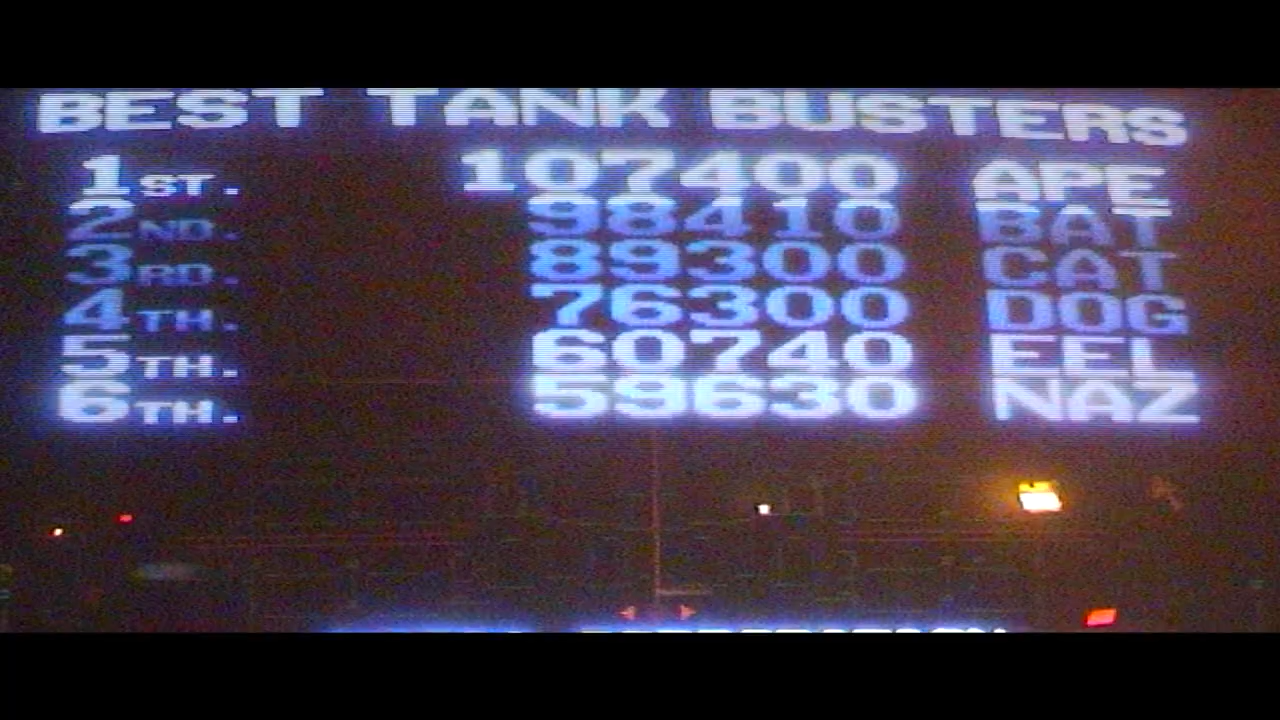 BEST TANK BUSTERS
1ST. 107400 APE
2ND. 98410 BAT
3RD. 89300 CAT
4TH. 76300 DOG
5TH. 60740 EEL
6TH. 59630 NAZ